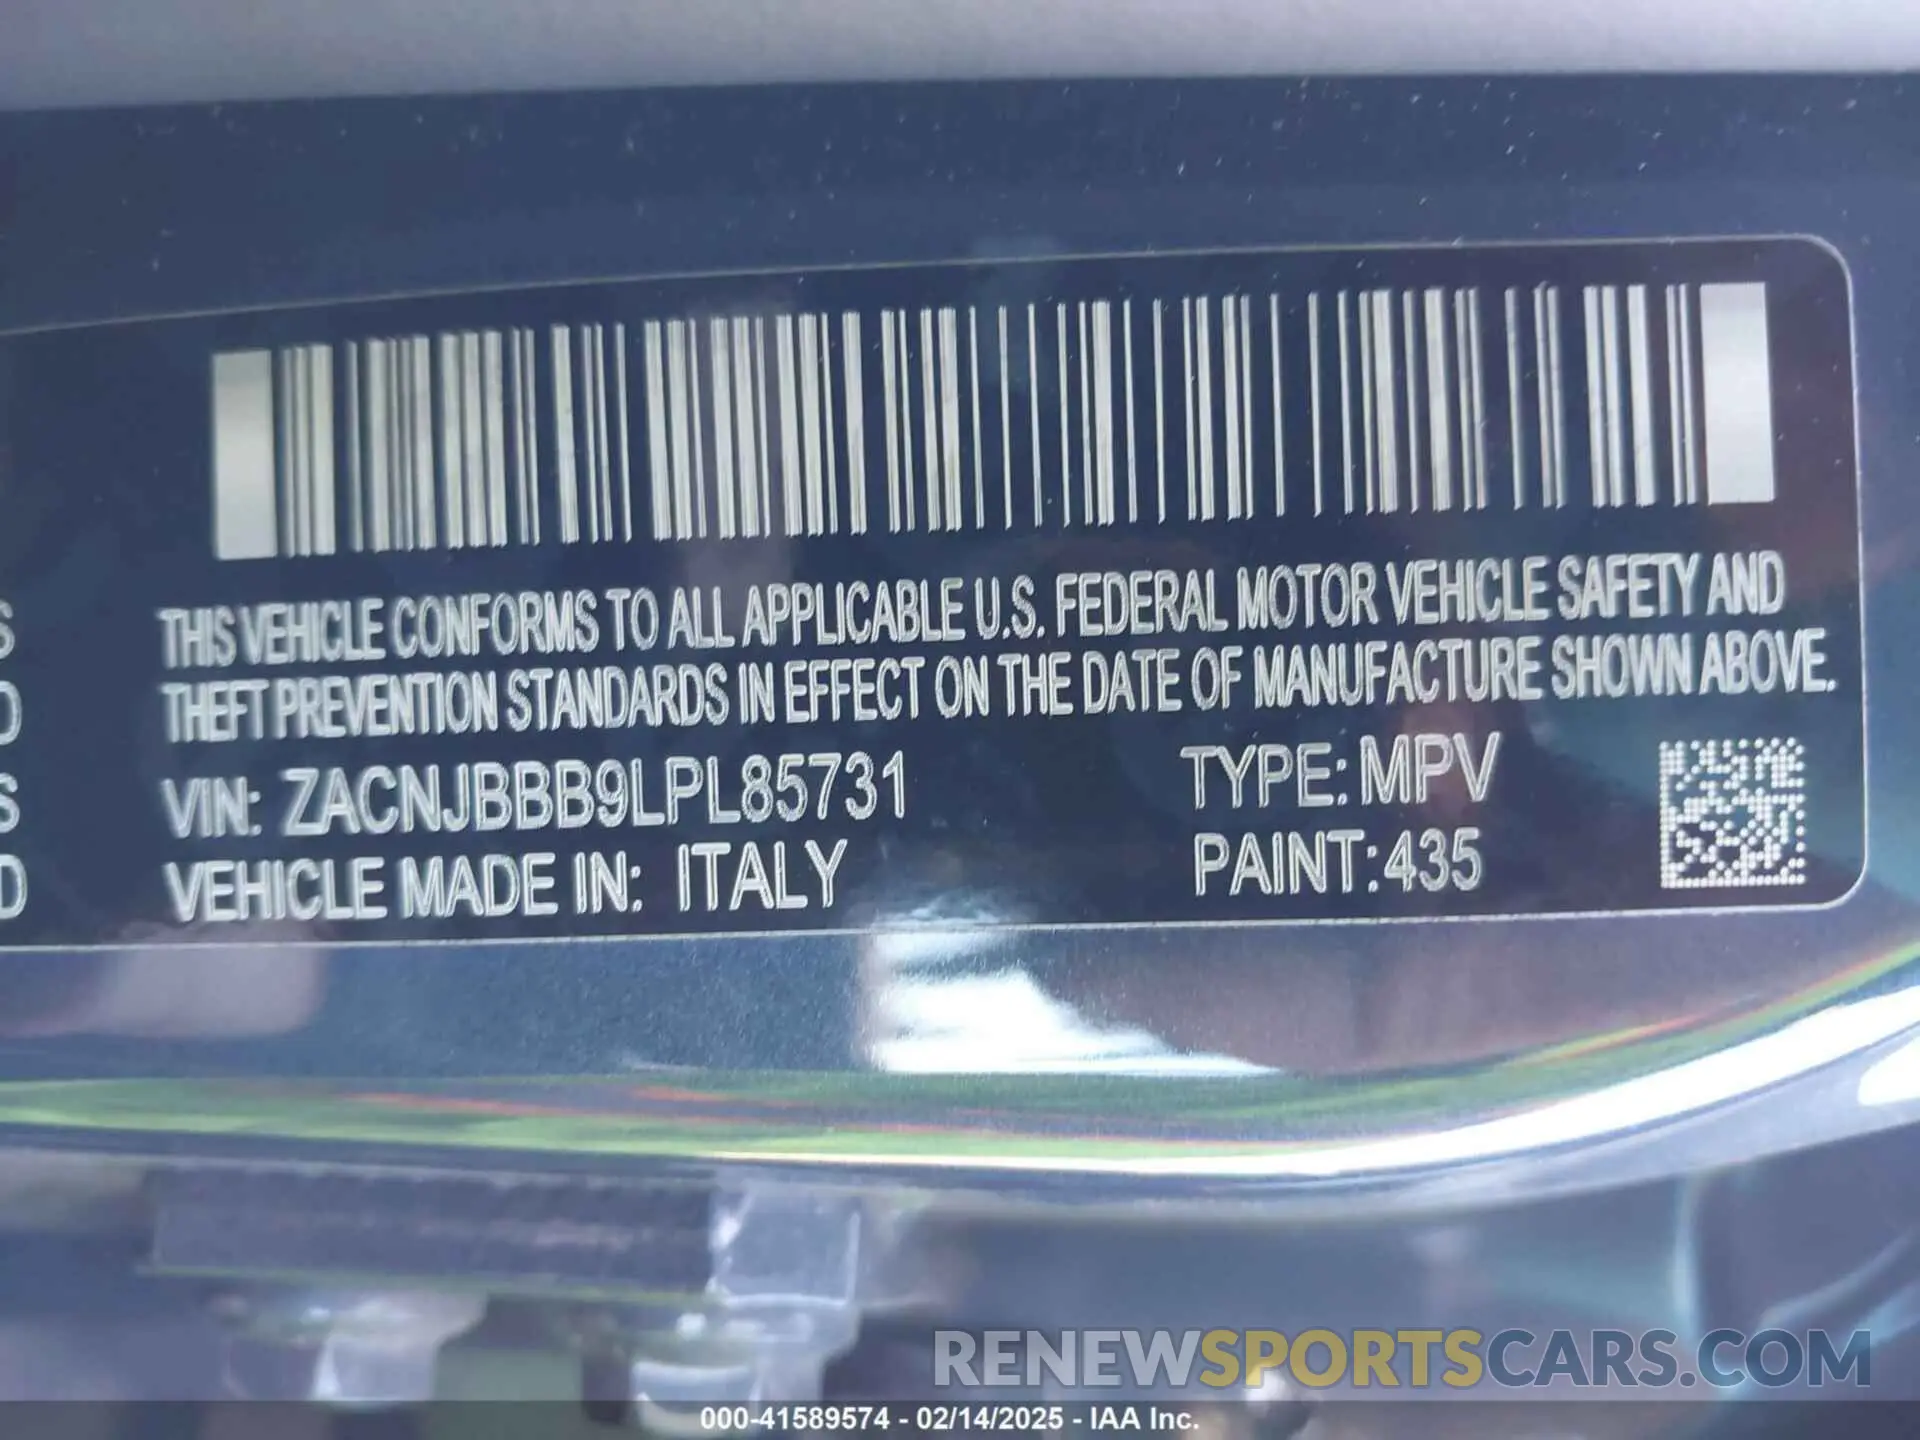 THIS VEHICLE CONFORMS TO ALL APPLICABLE U.S. FEDERAL MOTOR VEHICLE SAFETY AND
THEFT PREVENTION STANDARDS IN EFFECT ON THE DATE OF MANUFACTURE SHOWN ABOVE.
VIN: ZACNJBBB9LPL85731
TYPE: MPV
VEHICLE MADE IN: ITALY
PAINT:435
S
D
S
D
RENEWSPORTSCARS.COM
000-41589574 - 02/14/2025 - IAA Inc.